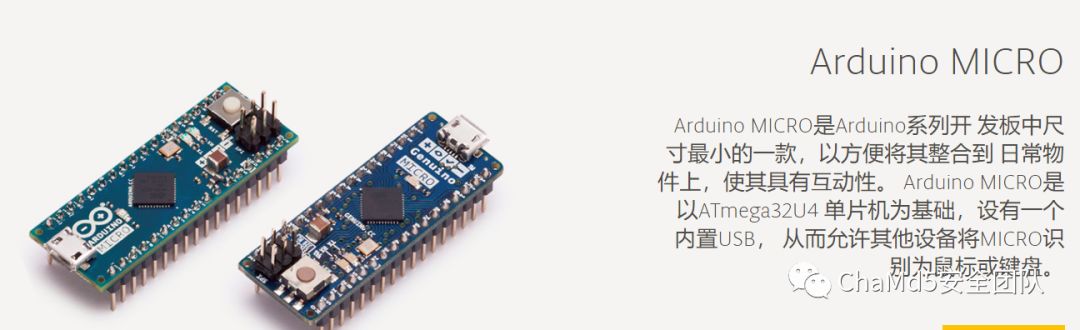 Arduino MICRO
Arduino MICRO是Arduino系列开 发板中尺
寸最小的一款，以方便将其整合到 日常物
件上，使其具有互动性。 Arduino MICRO是
以ATmega32U4 单片机为基础，设有一个
内置USB， 从而允许其他设备将MICRO识
别为鼠标或键盘。
ChaMd5安全团队
ARDUINO
MICRO
Genuino
MICRO